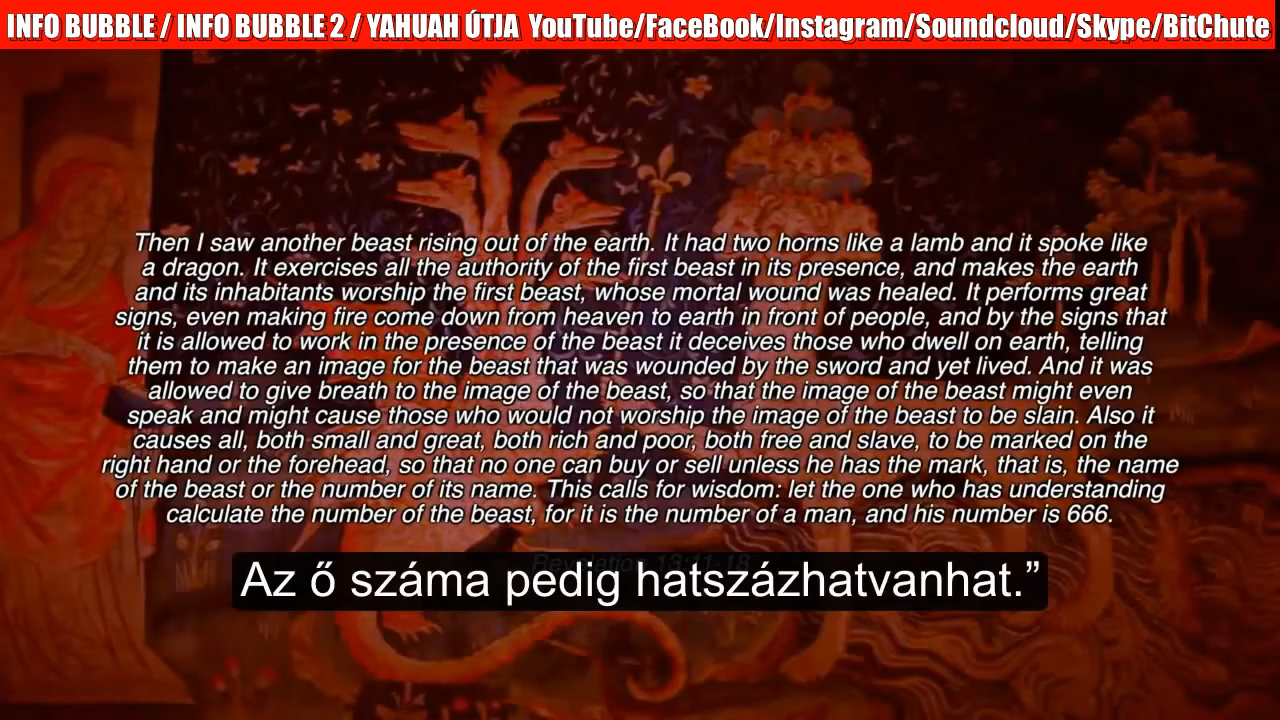 INFO BUBBLE / INFO BUBBLE 2 / YAHUAH ÚTJA YouTube/FaceBook/Instagram/Soundcloud/Skype/BitChute
Then I saw another beast rising out of the earth. It had two horns like a lamb and it spoke like
a dragon. It exercises all the authority of the first beast in its presence, and makes the earth
and its inhabitants worship the first beast, whose mortal wound was healed. It performs great
signs, even making fire come down from heaven to earth in front of people, and by the signs that
it is allowed to work in the presence of the beast it deceives those who dwell on earth, telling
them to make an image for the beast that was wounded by the sword and yet lived. And it was
allowed to give breath to the image of the beast, so that the image of the beast might even
speak and might cause those who would not worship the image of the beast to be slain. Also it
causes all, both small and great, both rich and poor, both free and slave, to be marked on the
right hand or the forehead, so that no one can buy or sell unless he has the mark, that is, the name
of the beast or the number of its name. This calls for wisdom: let the one who has understanding
calculate the number of the beast, for it is the number of a man, and his number is 666.
Revelation 13:11-18
Az ő száma pedig hatszázhatvanhat.”